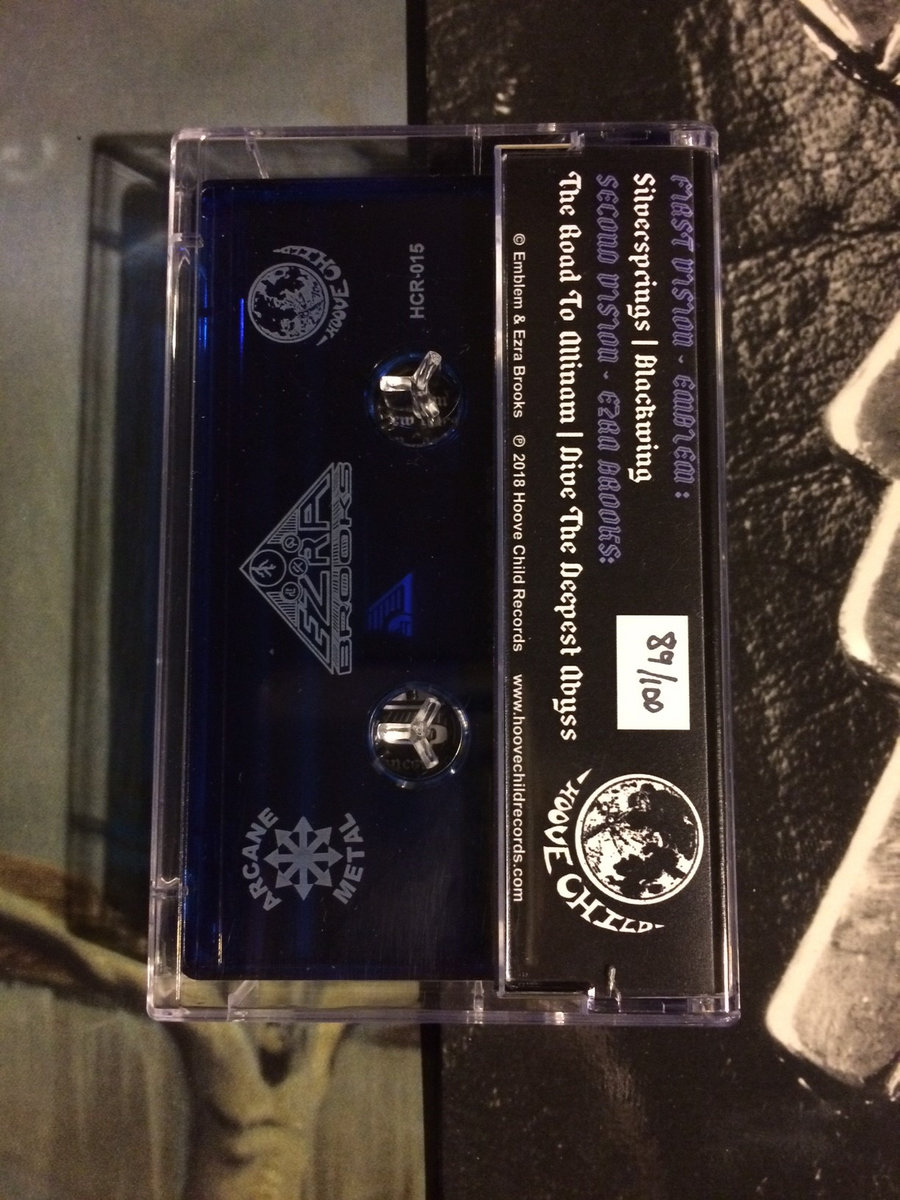 FIRST VISION - EMBLEM:
Silversprings | Blackwing
SECOND VISION - EZRA BROOKS:
The Road To Allinam | Dive The Deepest Abyss
© Emblem & Ezra Brooks ℗ 2018 Hoove Child Records www.hoovechildrecords.com
89/100
HOOVE CHILD
HCR-015
HOOVE CHILD
EZRA
BROOKS
ARCANE
METAL